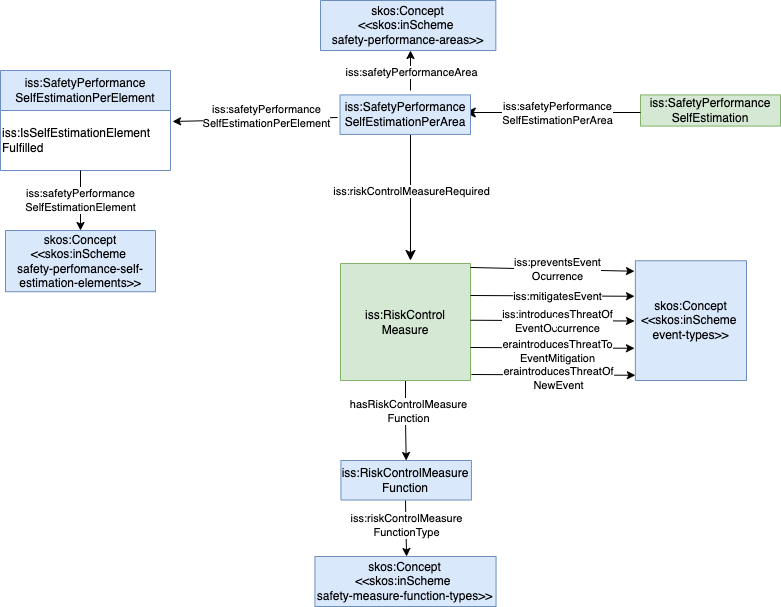 skos:Concept
<<skos:inScheme
safety-performance-areas>>
iss:safetyPerformanceArea
iss:SafetyPerformance
SelfEstimationPerElement
iss:IsSelfEstimationElement
Fulfilled
iss:safetyPerformance
SelfEstimationPerElement
iss:SafetyPerformance
SelfEstimationPerArea
iss:safetyPerformance
SelfEstimationPerArea
iss:SafetyPerformance
SelfEstimation
iss:safetyPerformance
SelfEstimationElement
skos:Concept
<<skos:inScheme
safety-perfomance-self-
estimation-elements>>
iss:riskControlMeasureRequired
iss:RiskControl
Measure
iss:preventsEvent
Ocurrence
iss:mitigatesEvent
iss:introducesThreatOf
EventOccurrence
eraintroducesThreatTo
EventMitigation
eraintroducesThreatOf
NewEvent
skos:Concept
<<skos:inScheme
event-types>>
hasRiskControlMeasure
Function
iss:RiskControlMeasure
Function
iss:riskControlMeasure
FunctionType
skos:Concept
<<skos:inScheme
safety-measure-function-types>>